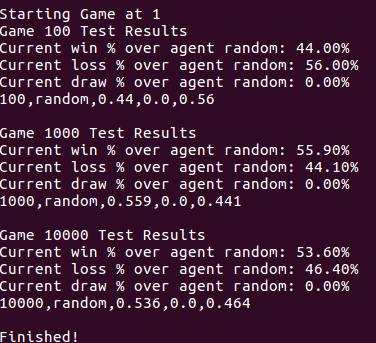 Starting Game at 1
Game 100 Test Results
Current win % over agent random: 44.00%
Current loss % over agent random: 56.00%
Current draw % over agent random: 0.00%
100,random,0.44,0.0,0.56
Game 1000 Test Results
Current win % over agent random: 55.90%
Current loss % over agent random: 44.10%
Current draw % over agent random: 0.00%
1000,random,0.559,0.0,0.441
Game 10000 Test Results
Current win % over agent random: 53.60%
Current loss % over agent random: 46.40%
Current draw % over agent random: 0.00%
10000,random,0.536,0.0,0.464
Finished!